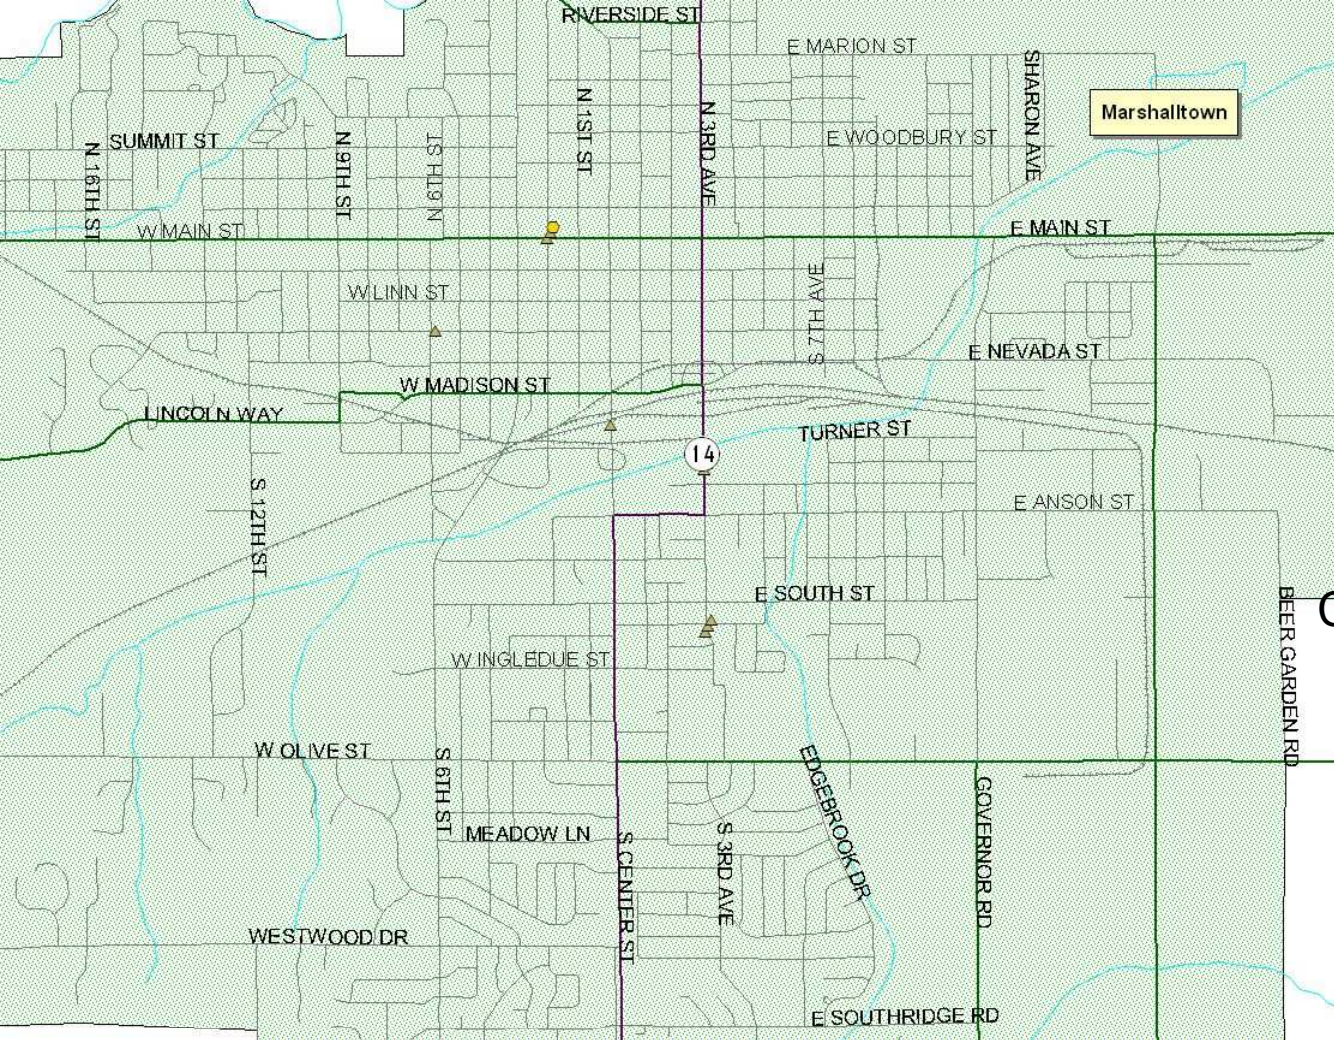 RIVERSIDE ST
E MARION ST
SHARON AVE
N 1ST ST
N 3RD AVE
Marshalltown
SUMMIT ST
N 16TH ST
N 9TH ST
N 6TH ST
E WOODBURY ST
W MAIN ST
E MAIN ST
W LINN ST
S 7TH AVE
E NEVADA ST
W MADISON ST
LINCOLN WAY
TURNER ST
14
S 12TH ST
E ANSON ST
E SOUTH ST
BEER GARDEN RD
W INGLEDUE ST
W OLIVE ST
S 6TH ST
EDGEBROOK DR
GOVERNOR RD
MEADOW LN
S CENTER ST
S 3RD AVE
WESTWOOD DR
E SOUTHRIDGE RD